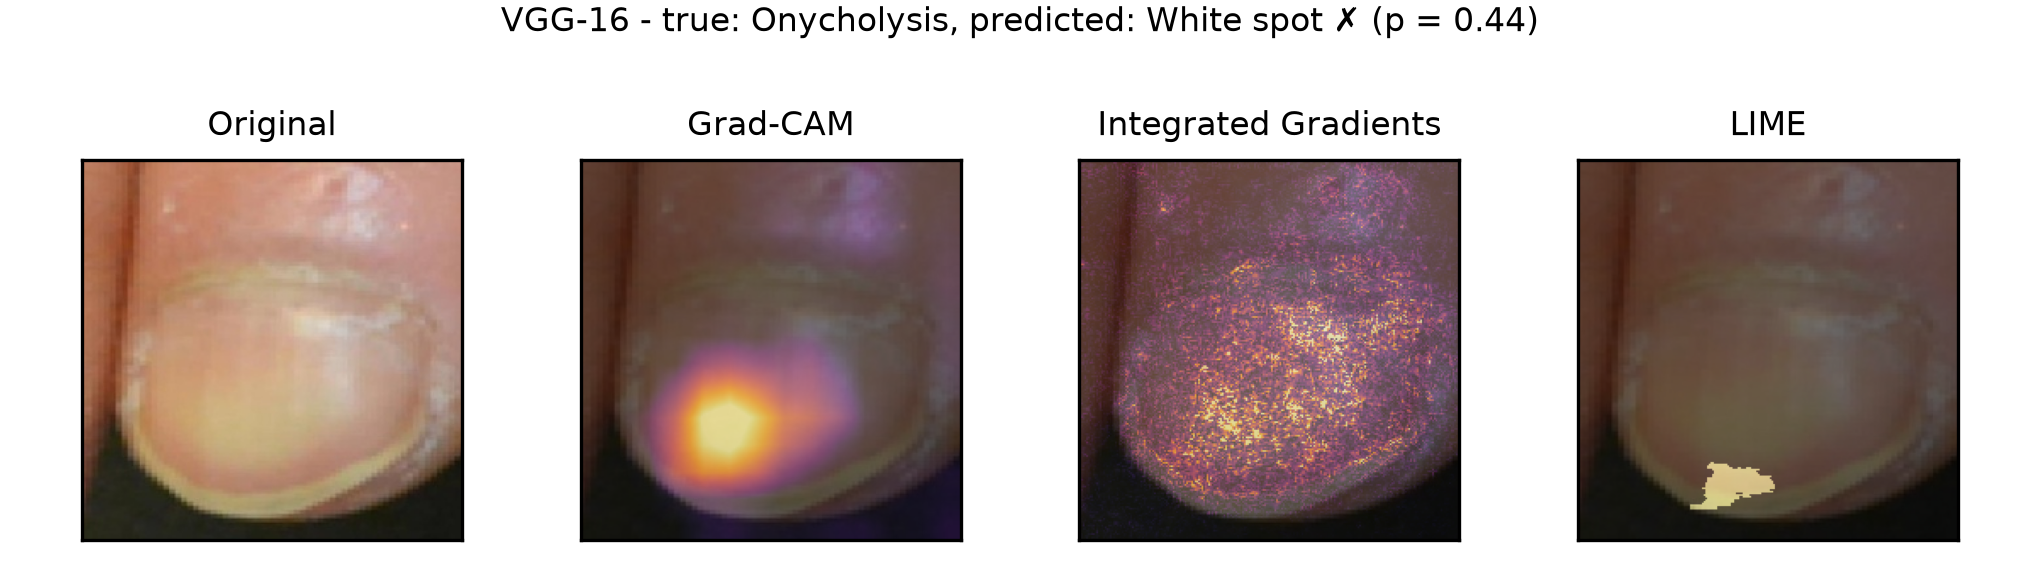 VGG-16 - true: Onycholysis, predicted: White spot ✗ (p = 0.44)
Original
Grad-CAM
Integrated Gradients
LIME